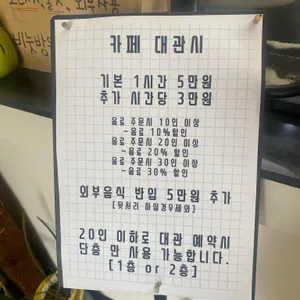 카페 대관시
기본 1시간 5만원
추가 시간당 3만원
음료 주문시 10인 이상
-음료 10%할인
음료 주문시 20인 이상
-음료 20% 할인
음료 주문시 30인 이상
-음료 30% 할인
외부음식 반입 5만원 추가
[뒷처리 하실경우제외]
20인 이하로 대관 예약시
단층 만 사용 가능합니다.
[1층 or 2층]